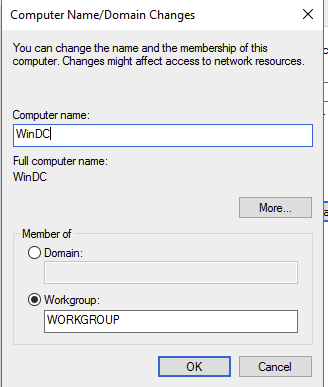 Computer Name/Domain Changes
You can change the name and the membership of this
computer. Changes might affect access to network resources.
Computer name:
WinDC
Full computer name:
WinDC
More...
Member of
Domain:
Workgroup:
WORKGROUP
OK
Cancel